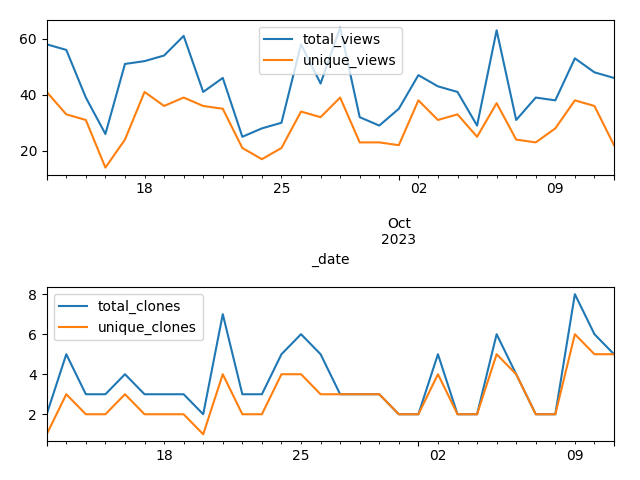 60
40
20
total_views
unique_views
18
25
02
09
Oct
2023
_date
8
6
4
2
total_clones
unique_clones
18
25
02
09